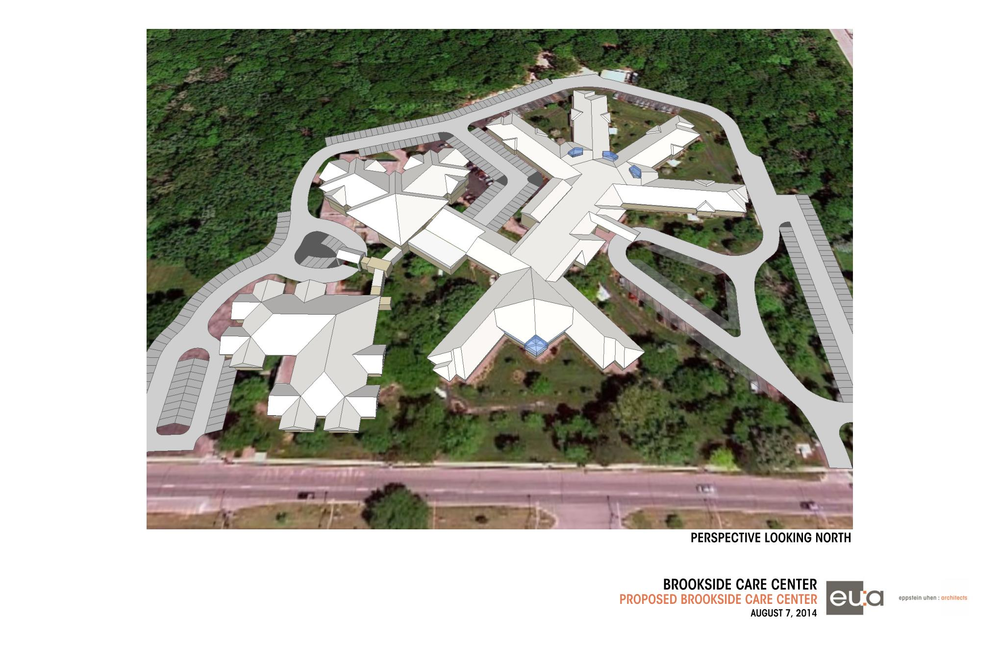 PERSPECTIVE LOOKING NORTH
BROOKSIDE CARE CENTER
PROPOSED BROOKSIDE CARE CENTER
AUGUST 7, 2014
eu:a
eppstein uhen : architects